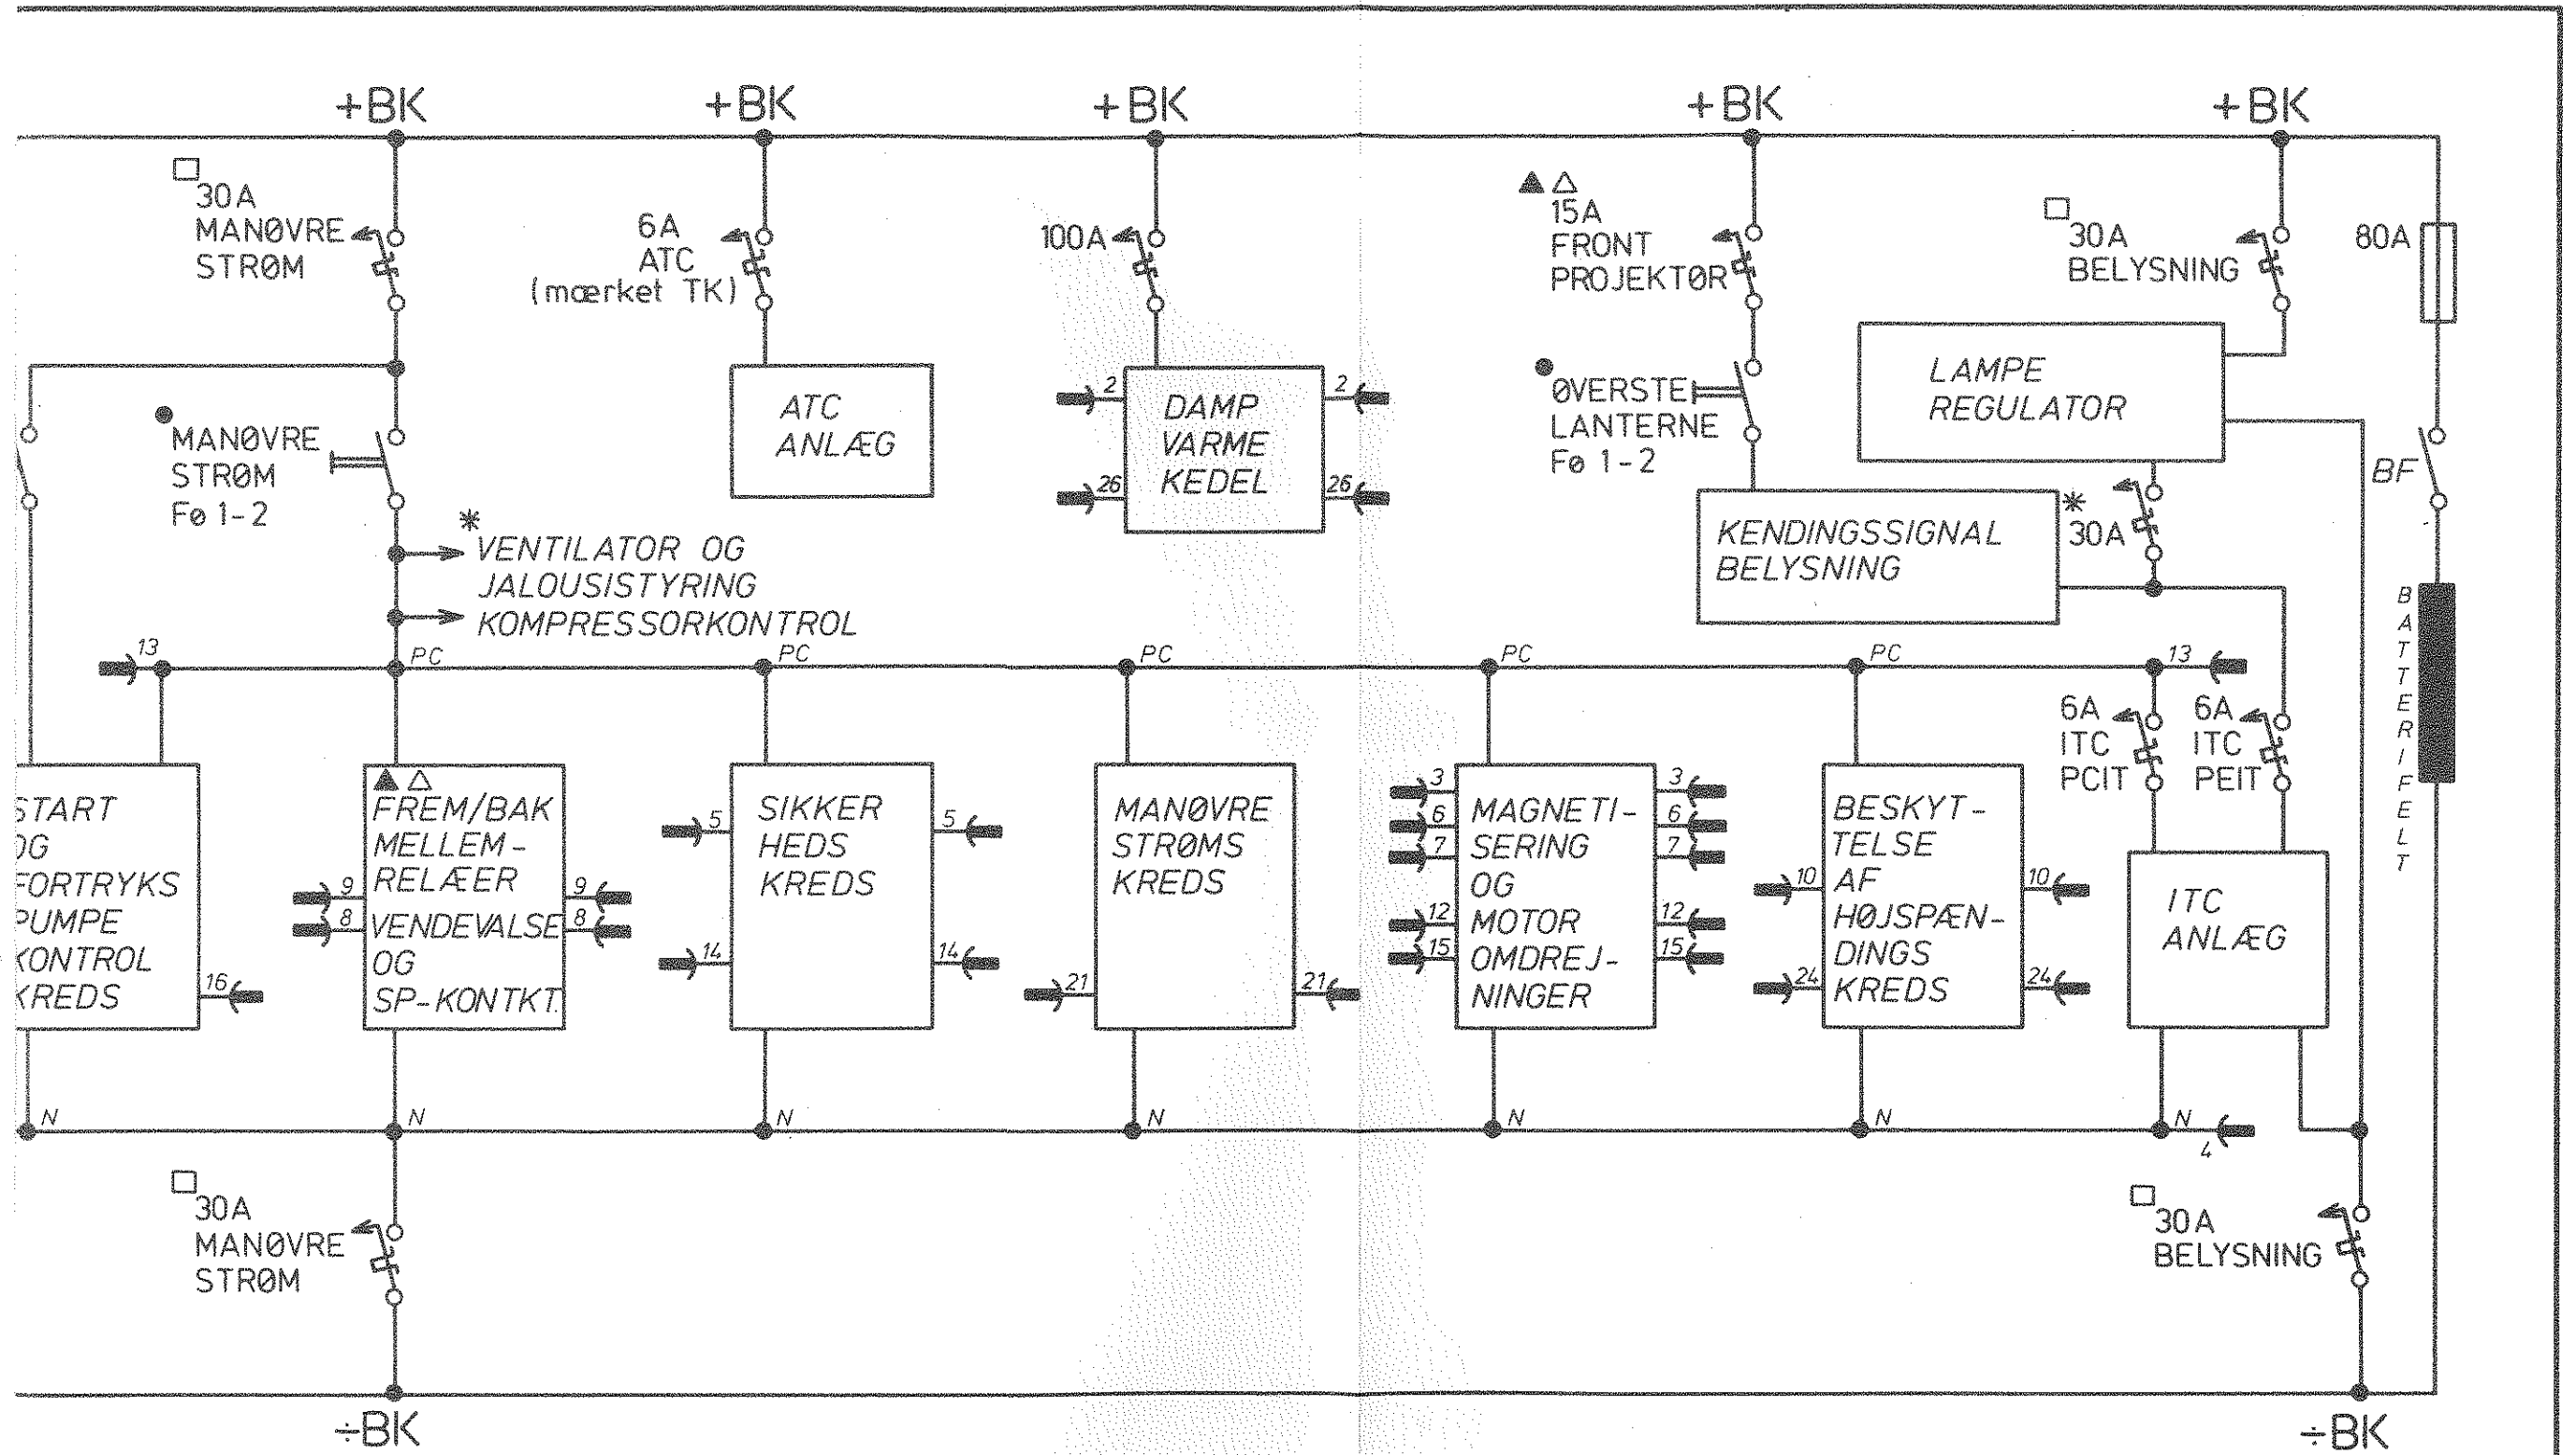 +BK
+BK
+BK
+BK
+BK
30A
MANØVRE
STRØM
6A
ATC
(mærket TK)
100A
15A
FRONT
PROJEKTØR
30A
BELYSNING
80A
MANØVRE
STRØM
Fø 1-2
ATC
ANLÆG
2
2
DAMP
VARME
KEDEL
26
26
ØVERSTE
LANTERNE
Fø 1-2
LAMPE
REGULATOR
BF
* VENTILATOR OG
JALOUSISTYRING
KOMPRESSORKONTROL
KENDINGSSIGNAL
BELYSNING
*
30A
BATTERIFELT
13
PC
PC
PC
PC
PC
13
6A
ITC
PCIT
6A
ITC
PEIT
START
OG
FORTRYKS
PUMPE
KONTROL
KREDS
16
FREM/BAK
MELLEM-
RELÆER
VENDEVALSE
OG
SP-KONTKT.
9
9
8
8
SIKKER
HEDS
KREDS
5
5
14
14
MANØVRE
STRØMS
KREDS
21
21
MAGNETI-
SERING
OG
MOTOR
OMDREJ-
NINGER
3
3
6
6
7
7
12
12
15
15
BESKYT-
TELSE
AF
HØJSPÆN-
DINGS
KREDS
10
10
24
24
ITC
ANLÆG
N
N
N
N
N
N
N
4
30A
MANØVRE
STRØM
30A
BELYSNING
÷BK
÷BK